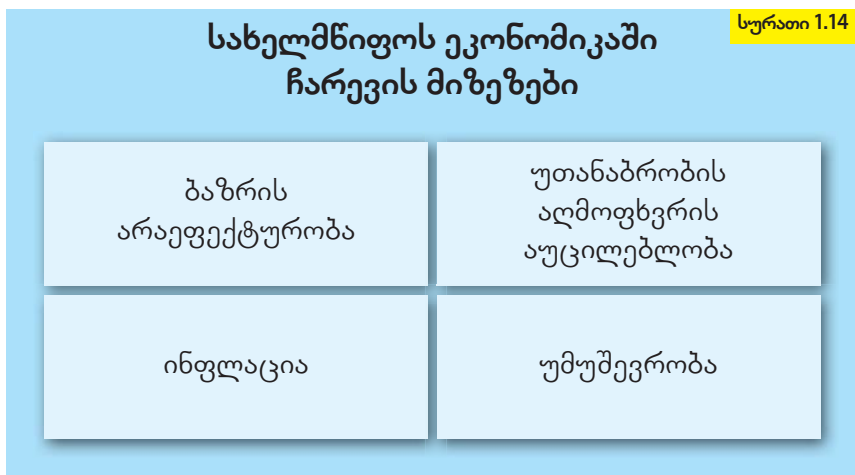 სურათი 1.14
სახელმწიფოს ეკონომიკაში
ჩარევის მიზეზები
ბაზრის
არაეფექტურობა
უთანაბრობის
აღმოფხვრის
აუცილებლობა
ინფლაცია
უმუშევრობა